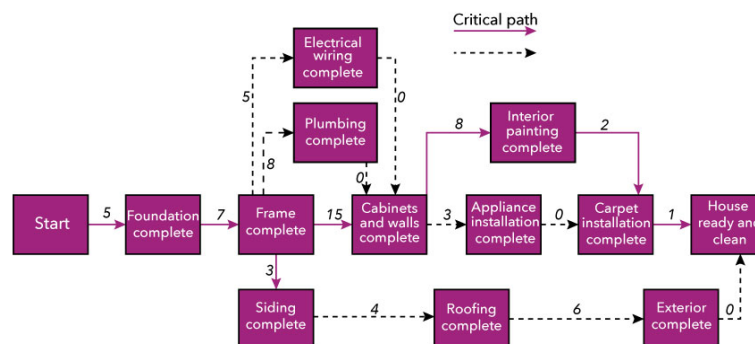 Critical path
Electrical
wiring
complete
5
0
Plumbing
complete
8
0
8
Interior
painting
complete
2
Start
5
Foundation
complete
7
Frame
complete
15
Cabinets
and walls
complete
3
Appliance
installation
complete
0
Carpet
installation
complete
1
House
ready and
clean
3
Siding
complete
4
Roofing
complete
6
Exterior
complete
0